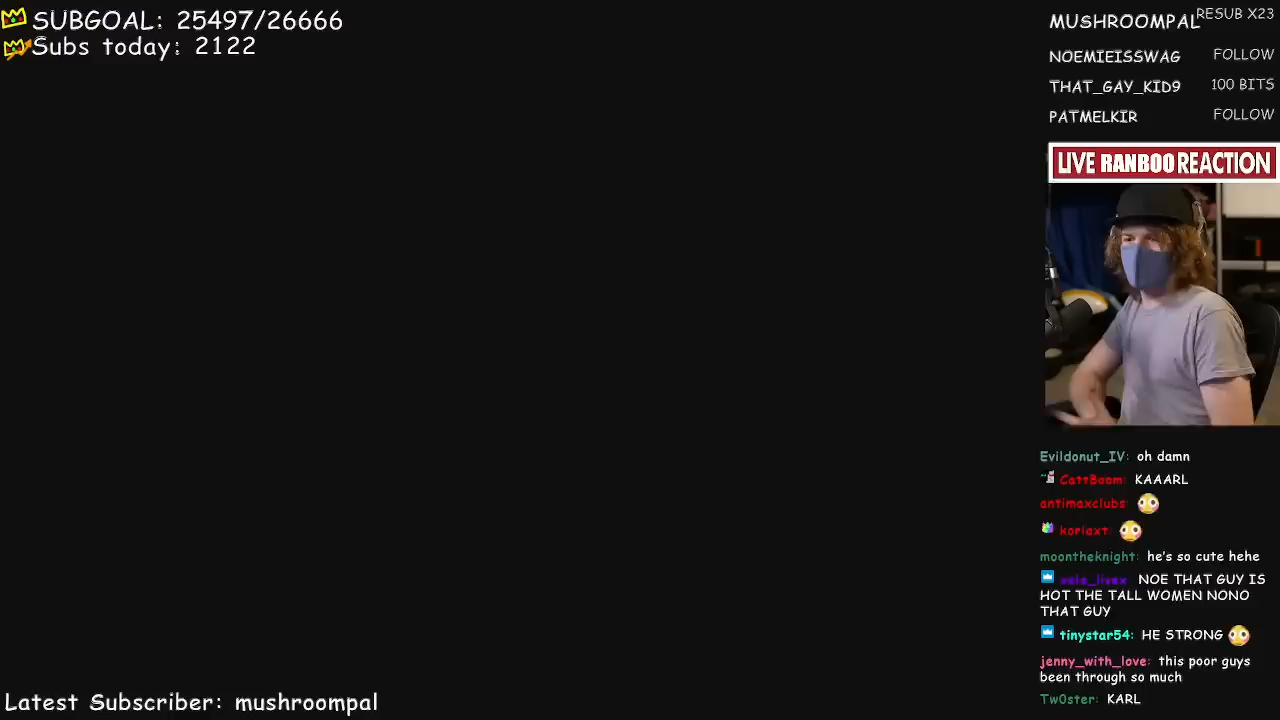 SUBGOAL: 25497/26666
Subs today: 2122
MUSHROOMPAL RESUB X23
NOEMIEISSWAG FOLLOW
THAT_GAY_KID9 100 BITS
PATMELKIR FOLLOW
LIVE RANBOO REACTION
Evildonut_IV: oh damn
CattBoom: KAAARL
antimaxclubs:
koriaxt:
moontheknight: he's so cute hehe
NOE THAT GUY IS
HOT THE TALL WOMEN NONO
THAT GUY
tinystar54: HE STRONG
jenny_with_love: this poor guys
been through so much
Tw0ster: KARL
Latest Subscriber: mushroompal